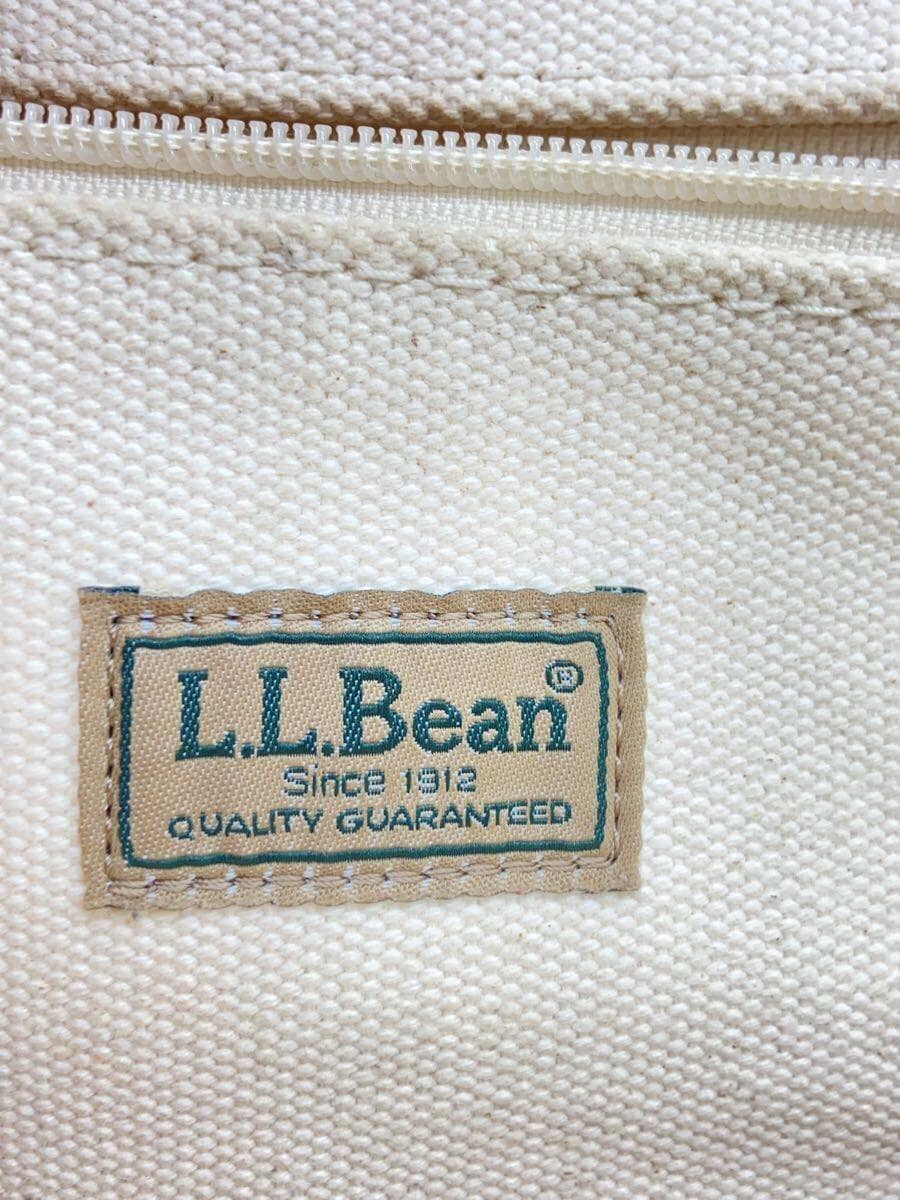 L.L.Bean®
Since 1912
QUALITY GUARANTEED